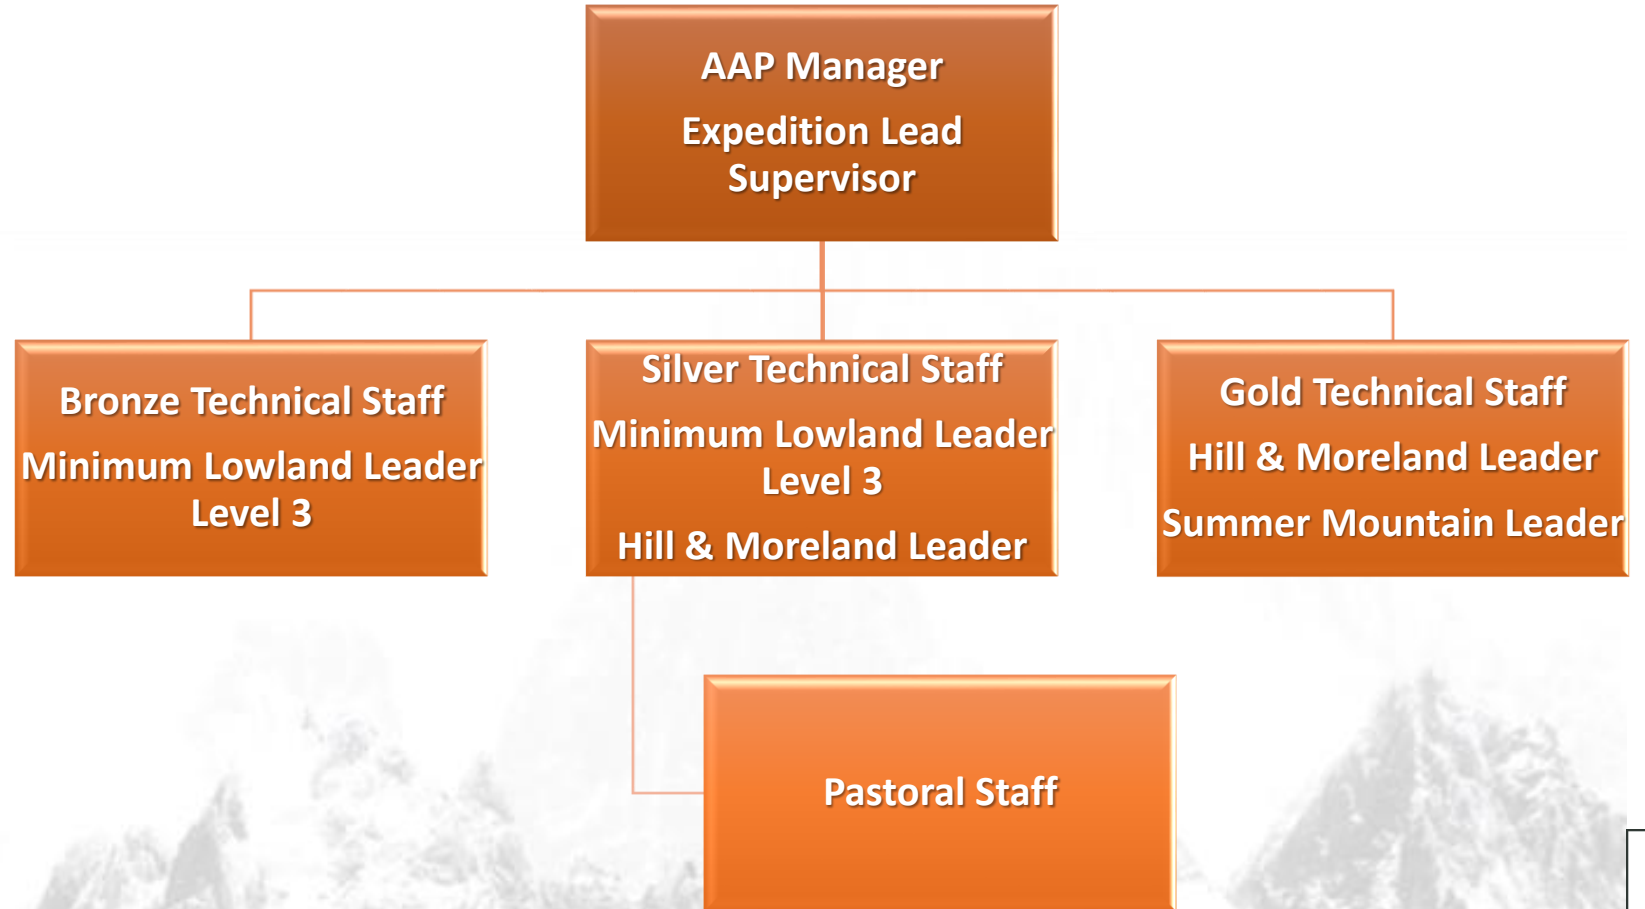 AAP Manager
Expedition Lead
Supervisor
Bronze Technical Staff
Minimum Lowland Leader
Level 3
Silver Technical Staff
Minimum Lowland Leader
Level 3
Hill & Moreland Leader
Gold Technical Staff
Hill & Moreland Leader
Summer Mountain Leader
Pastoral Staff